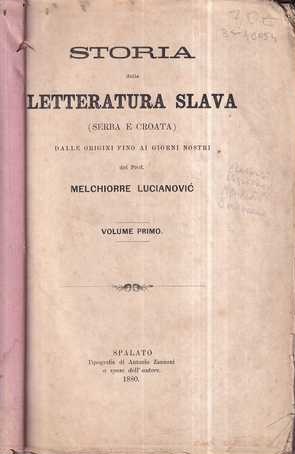 STORIA
della
LETTERATURA SLAVA
(SERBA E CROATA)
DALLE ORIGINI FINO AI GIORNI NOSTRI
del Prof.
MELCHIORRE LUCIANOVIĆ
VOLUME PRIMO.
SPALATO
Tipografia di Antonio Zannoni
a spese dell'autore.
1880.